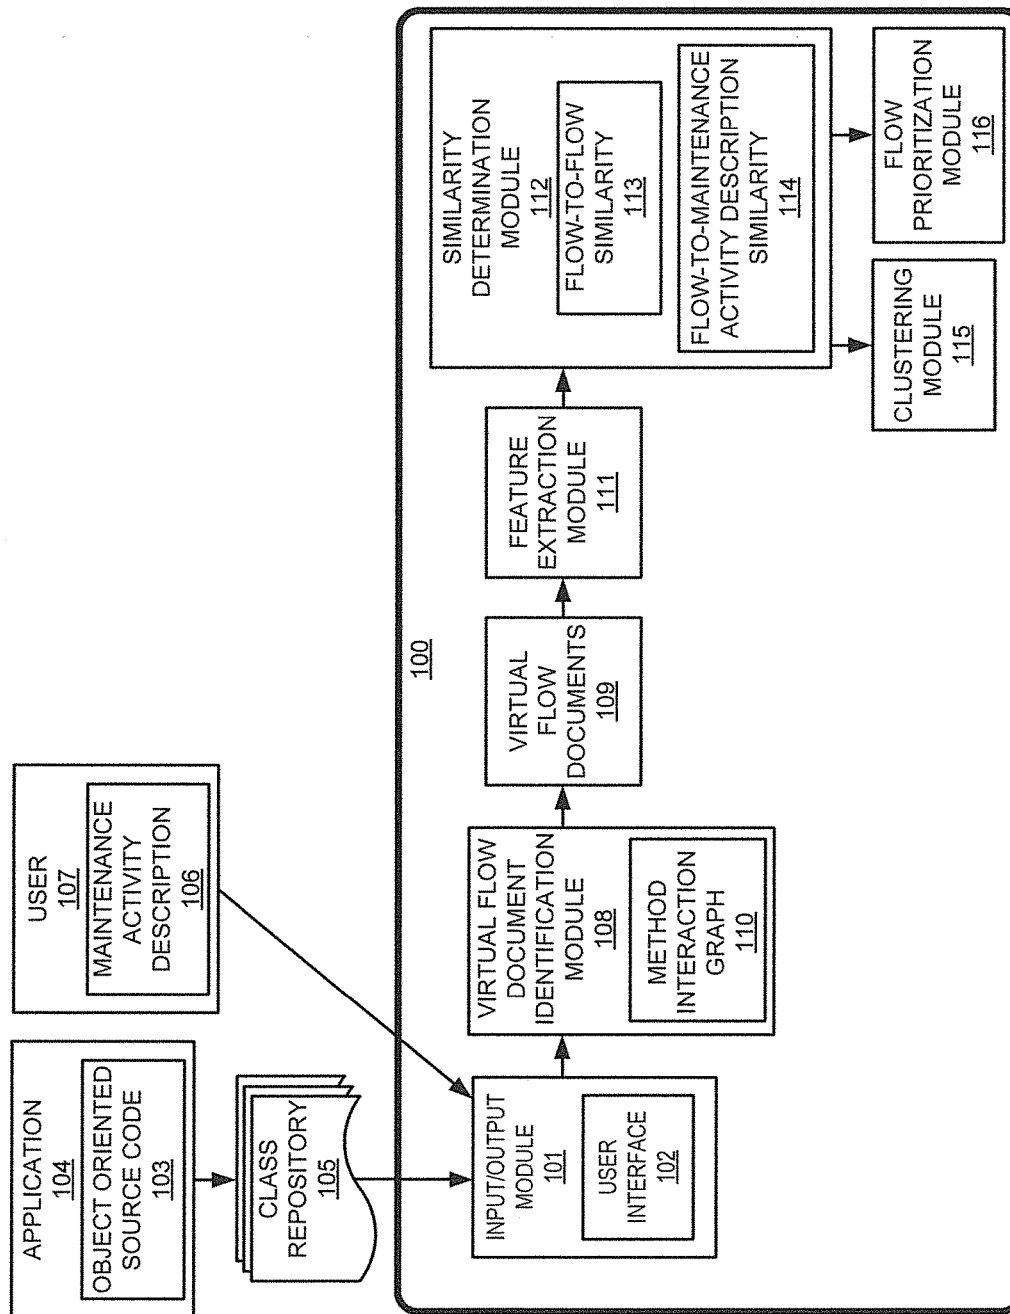 APPLICATION
104
OBJECT ORIENTED
SOURCE CODE
103
USER
107
MAINTENANCE
ACTIVITY
DESCRIPTION
106
CLASS
REPOSITORY
105
100
INPUT/OUTPUT
MODULE
101
USER
INTERFACE
102
VIRTUAL FLOW
DOCUMENT
IDENTIFICATION
MODULE
108
METHOD
INTERACTION
GRAPH
110
VIRTUAL
FLOW
DOCUMENTS
109
FEATURE
EXTRACTION
MODULE
111
SIMILARITY
DETERMINATION
MODULE
112
FLOW-TO-FLOW
SIMILARITY
113
FLOW-TO-MAINTENANCE
ACTIVITY DESCRIPTION
SIMILARITY
114
CLUSTERING
MODULE
115
FLOW
PRIORITIZATION
MODULE
116